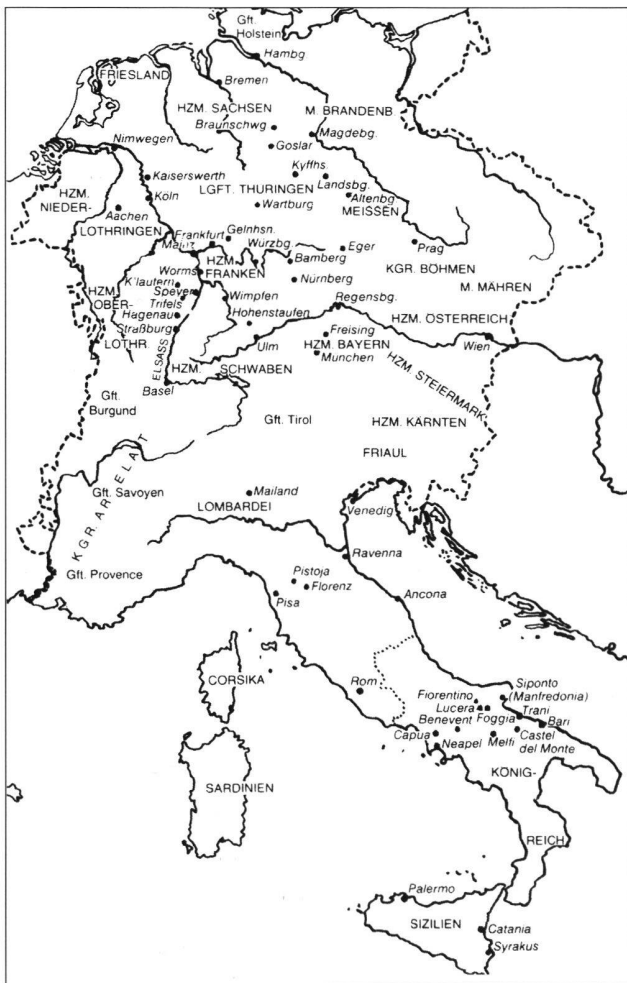 Gft.
Holstein
Hambg
FRIESLAND
Bremen
HZM. SACHSEN
M. BRANDENB
Braunschwg
Magdebg.
Nimwegen
Goslar
Kyffhs.
Kaiserswerth
Landsbg.
HZM.
LGFT. THURINGEN
NIEDER-
Köln
Altenbg
MEISSEN
Aachen
Wartburg
LOTHRINGEN
Frankfurt
Gelnhsn.
Mainz
Würzbg.
Eger
Prag
HZM.
FRANKEN
Bamberg
KGR. BÖHMEN
Worms
K'lautern
Nürnberg
M. MÄHREN
HZM.
Speyer
Wimpfen
OBER-
Trifels
Regensbg.
Hagenau
Hohenstaufen
HZM. ÖSTERREICH
LOTHR.
Straßburg
Freising
Ulm
HZM. BAYERN
Wien
ELSASS
Munchen
HZM.
SCHWABEN
HZM. STEIERMARK
Basel
Gft.
Burgund
Gft. Tirol
HZM. KÄRNTEN
FRIAUL
KGR. ARELAT
Gft. Savoyen
Mailand
LOMBARDEI
Venedig
Ravenna
Gft. Provence
Pistoja
Florenz
Pisa
Ancona
CORSIKA
Rom
Siponto
(Manfredonia)
Fiorentino
Lucera
Trani
Foggia
Bari
Benevent
Capua
Melfi
Castel
del Monte
Neapel
KÖNIG-
SARDINIEN
REICH
Palermo
SIZILIEN
Catania
Syrakus